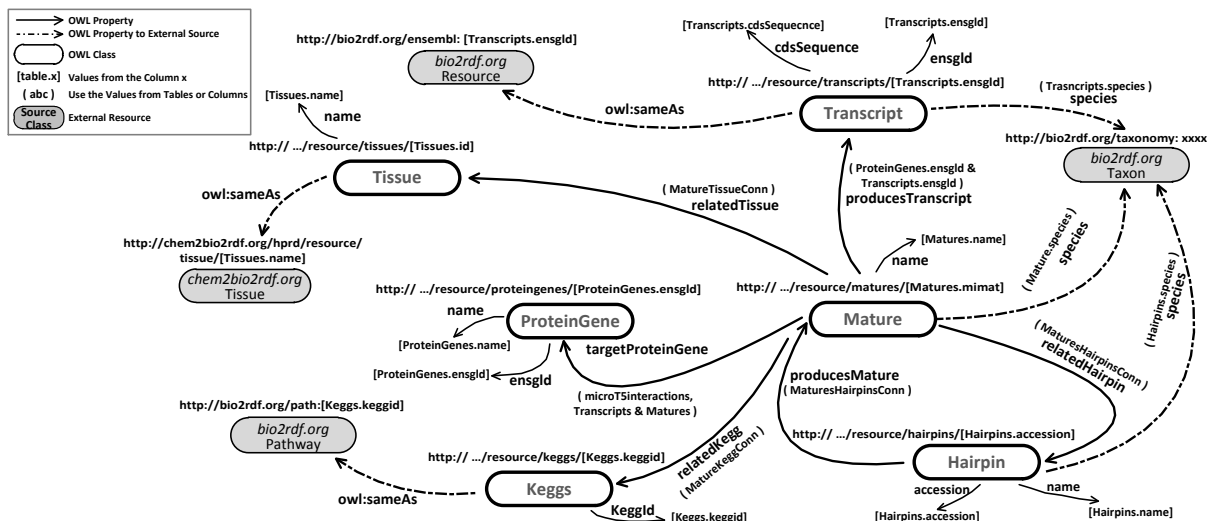 OWL Property
OWL Property to External Source
OWL Class
[table.x] Values from the Column x
( abc ) Use the Values from Tables or Columns
Source Class External Resource
http://bio2rdf.org/ensembl: [Transcripts.ensgId]
bio2rdf.org
Resource
[Transcripts.cdsSequecnce]
cdsSequence
[Transcripts.ensgId]
ensgId
http:// .../resource/transcripts/[Transcripts.ensgId]
Transcript
owl:sameAs
( Trasncripts.species )
species
http://bio2rdf.org/taxonomy: xxxx
bio2rdf.org
Taxon
[Tissues.name]
name
http:// .../resource/tissues/[Tissues.id]
Tissue
owl:sameAs
http://chem2bio2rdf.org/hprd/resource/
tissue/[Tissues.name]
chem2bio2rdf.org
Tissue
( MatureTissueConn )
relatedTissue
( ProteinGenes.ensgId &
Transcripts.ensgId )
producesTranscript
[Matures.name]
name
http:// .../resource/matures/[Matures.mimat]
Mature
( Mature.species )
species
( Hairpins.species )
species
http:// .../resource/proteingenes/[ProteinGenes.ensgId]
name
ProteinGene
[ProteinGenes.name]
targetProteinGene
[ProteinGenes.ensgId]
ensgId
( microT5interactions,
Transcripts & Matures )
producesMature
( MaturesHairpinsConn )
( MaturesHairpinsConn )
relatedHairpin
http://bio2rdf.org/path:[Keggs.keggid]
bio2rdf.org
Pathway
owl:sameAs
http:// .../resource/keggs/[Keggs.keggid]
Keggs
relatedKegg
( MatureKeggConn )
KeggId
[Keggs.keggid]
http:// .../resource/hairpins/[Hairpins.accession]
Hairpin
accession
[Hairpins.accession]
name
[Hairpins.name]